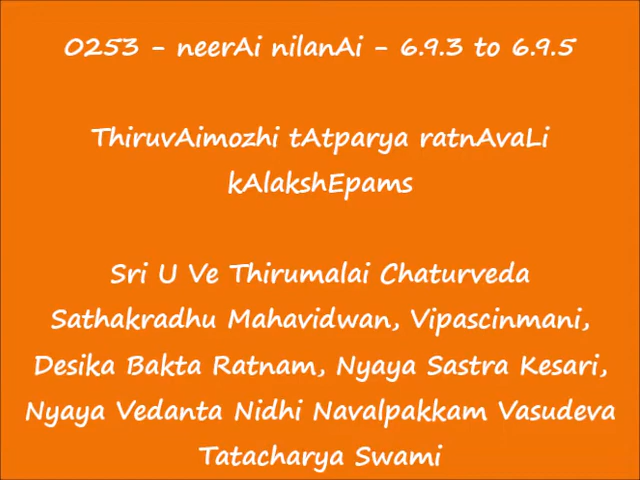 0253 - neerAi nilanAi - 6.9.3 to 6.9.5
ThiruvAimozhi tAtparya ratnAvaLi
kAlakshEpams
Sri U Ve Thirumalai Chaturveda
Sathakradhu Mahavidwan, Vipascinmani,
Desika Bakta Ratnam, Nyaya Sastra Kesari,
Nyaya Vedanta Nidhi Navalpakkam Vasudeva
Tatacharya Swami